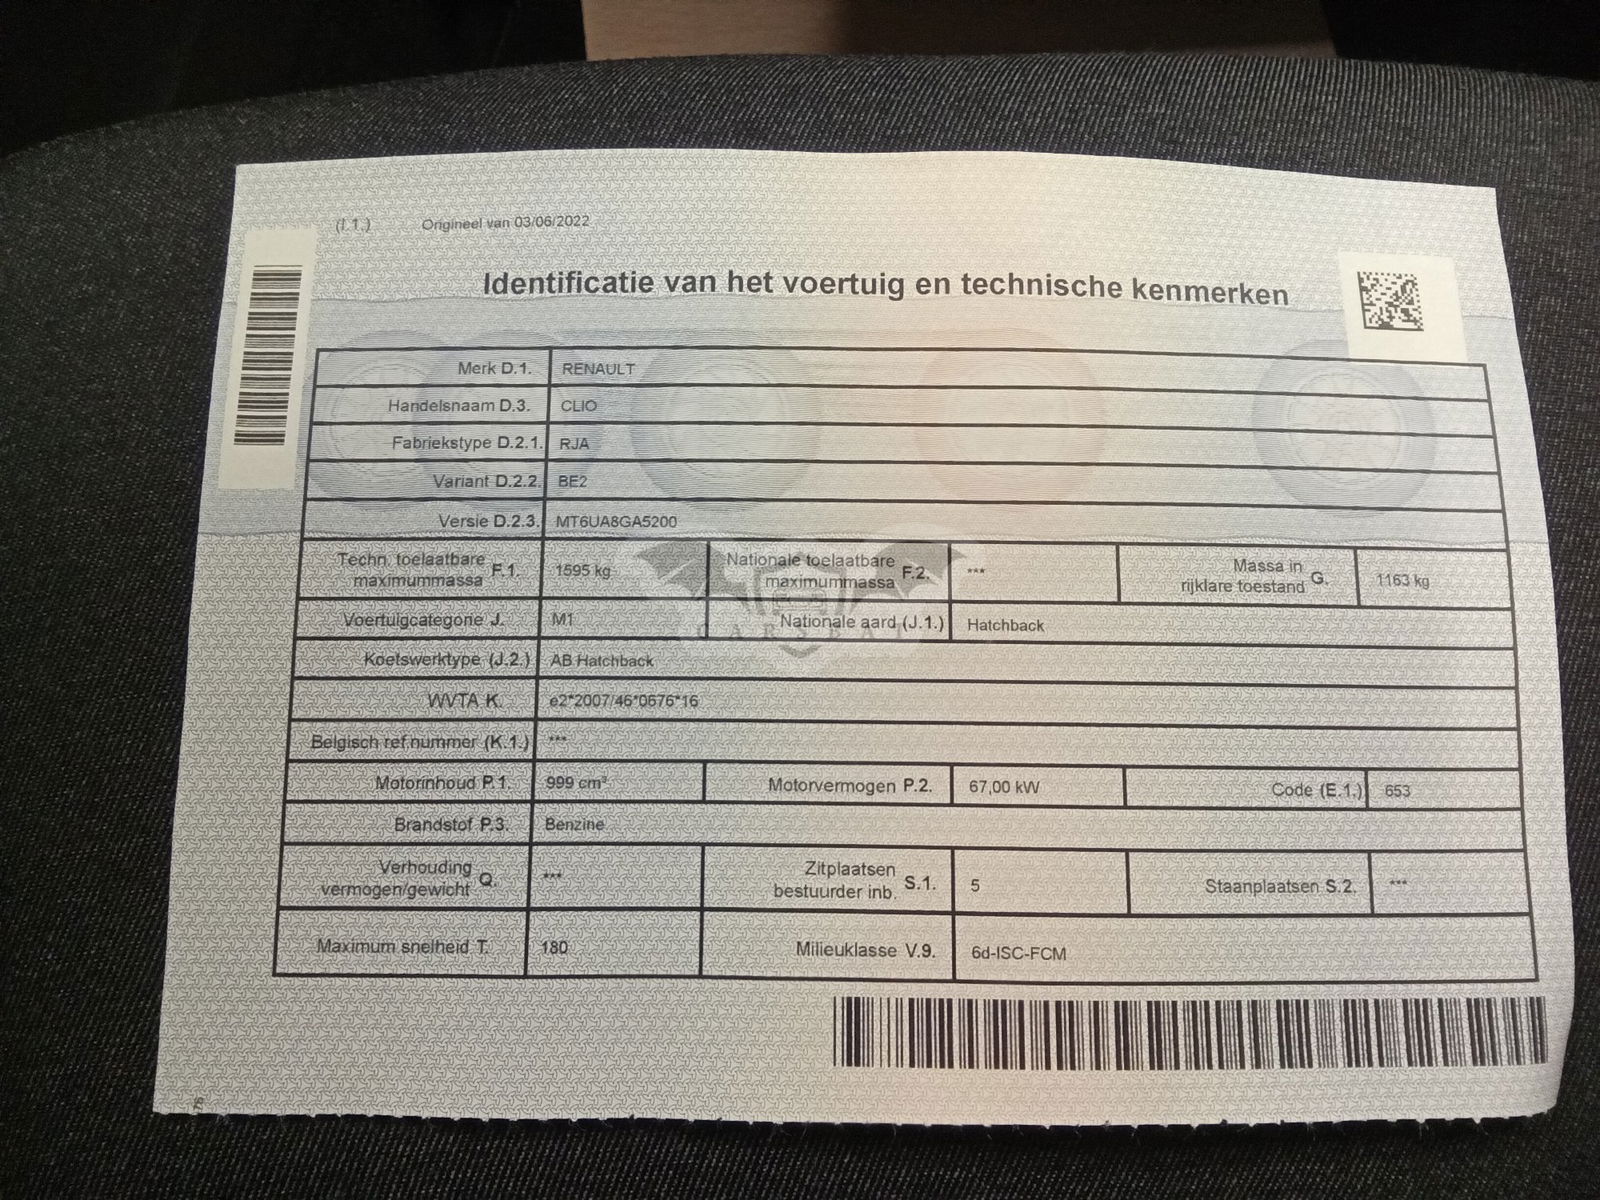 (I.1.) Origineel van 03/06/2022
Identificatie van het voertuig en technische kenmerken
Merk D.1. RENAULT
Handelsnaam D.3. CLIO
Fabriekstype D.2.1. RJA
Variant D.2.2. BE2
Versie D.2.3. MT6UA8GA5200
Techn. toelaatbare maximummassa F.1. 1595 kg Nationale toelaatbare maximummassa F.2. *** Massa in rijklare toestand G. 1163 kg
Voertuigcategorie J. M1 Nationale aard (J.1.) Hatchback
CARSBAT
Koetswerktype (J.2.) AB Hatchback
WVTA K. e2*2007/46*0676*16
Belgisch ref.nummer (K.1.) ***
Motorinhoud P.1. 999 cm³ Motorvermogen P.2. 67,00 kW Code (E.1.) 653
Brandstof P.3. Benzine
Verhouding vermogen/gewicht Q. *** Zitplaatsen bestuurder inb. S.1. 5 Staanplaatsen S.2. ***
Maximum snelheid T. 180 Milieuklasse V.9. 6d-ISC-FCM